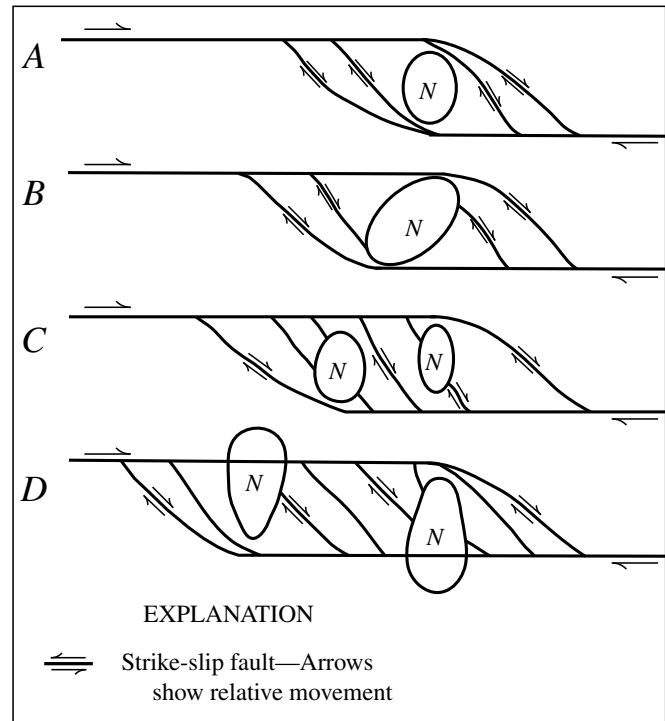 A
N
B
N
C
N N
D
N
N
EXPLANATION
Strike-slip fault—Arrows
show relative movement